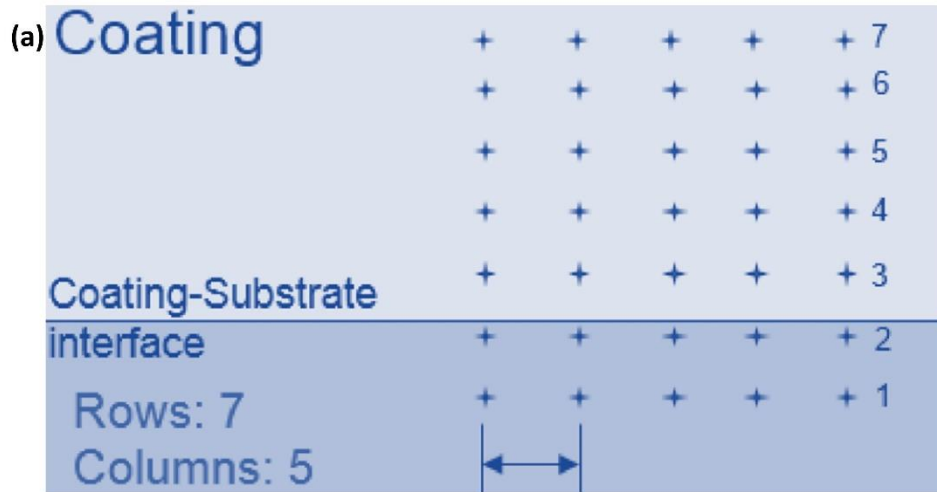 (a) Coating
7
6
5
4
3
Coating-Substrate
interface
2
1
Rows: 7
Columns: 5